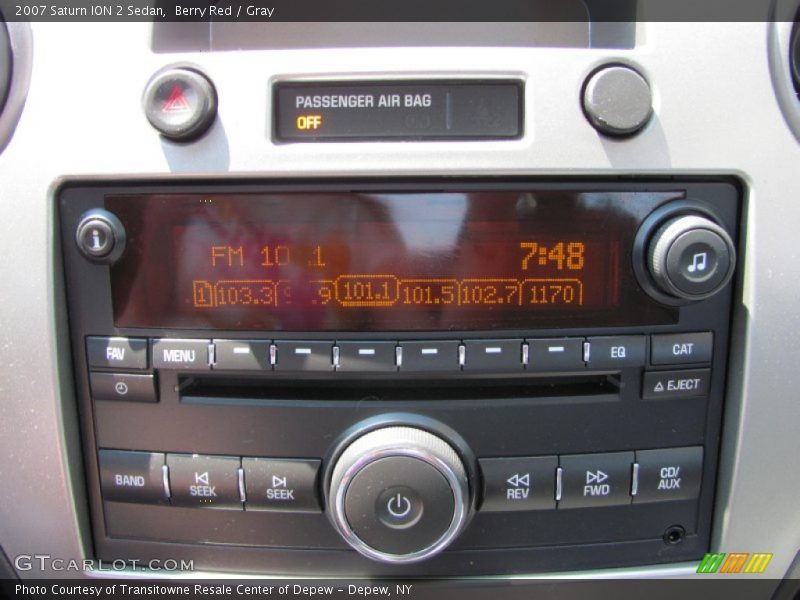 2007 Saturn ION 2 Sedan,  Berry Red / Gray
PASSENGER AIR BAG
OFF
i
7:48
FM
1 103.3 101.1 101.5 102.7 1170
FAV MENU EQ CAT
EJECT
BAND SEEK SEEK REV FWD CD/
AUX
GTCARLOT.COM
Photo Courtesy of Transitowne Resale Center of Depew - Depew, NY